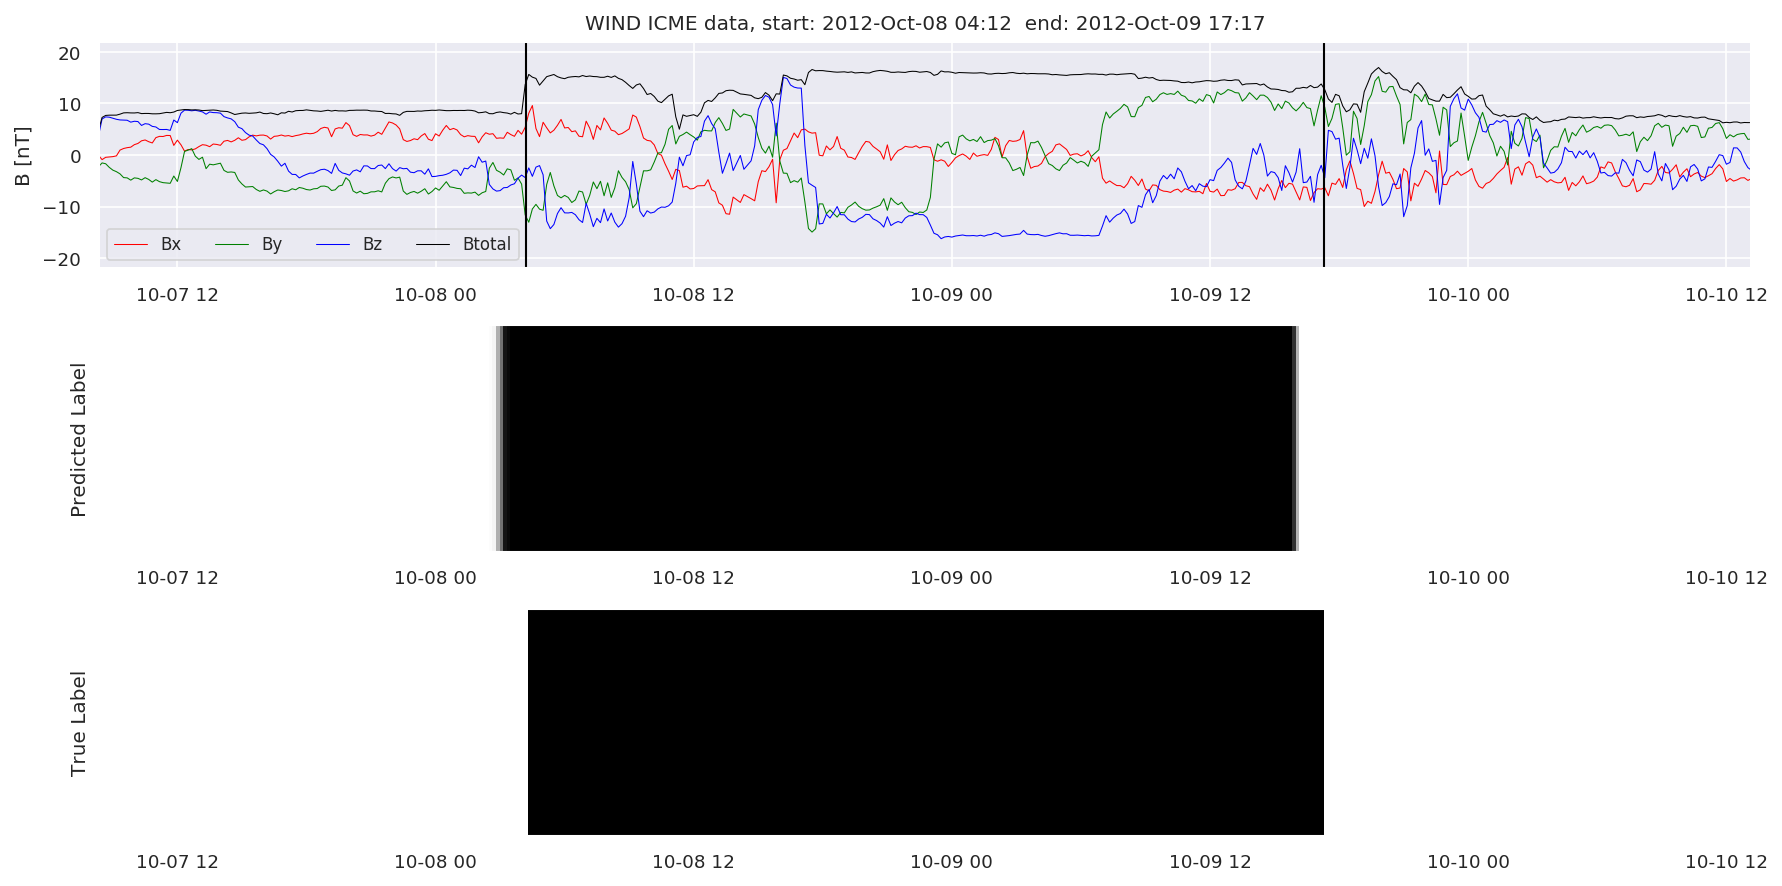 WIND ICME data, start: 2012-Oct-08 04:12  end: 2012-Oct-09 17:17
B [nT]
20
10
0
−10
−20
Bx By Bz Btotal
10-07 12 10-08 00 10-08 12 10-09 00 10-09 12 10-10 00 10-10 12
Predicted Label
10-07 12 10-08 00 10-08 12 10-09 00 10-09 12 10-10 00 10-10 12
True Label
10-07 12 10-08 00 10-08 12 10-09 00 10-09 12 10-10 00 10-10 12